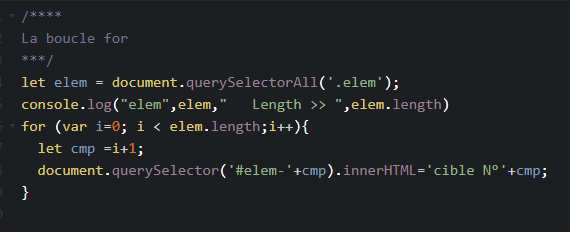 /****
La boucle for
***/
let elem = document.querySelectorAll('.elem');
console.log("elem",elem,"   Length >> ",elem.length)
for (var i=0; i < elem.length;i++){
  let cmp =i+1;
  document.querySelector('#elem-'+cmp).innerHTML='cible N°'+cmp;
}